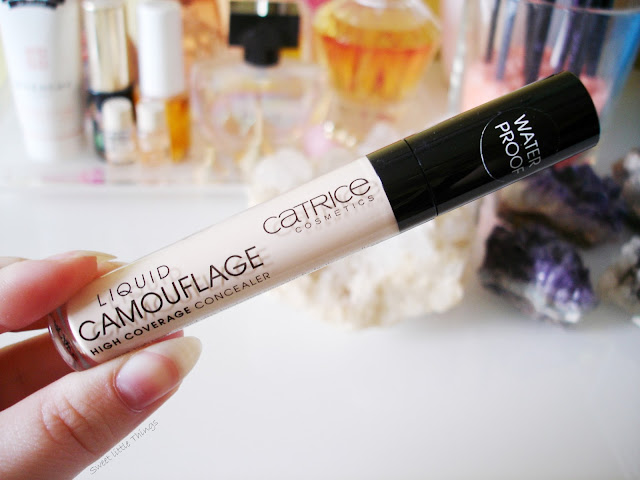 LIQUID
CAMOUFLAGE
HIGH COVERAGE CONCEALER
CATRICE
COSMETICS
WATER
PROOF
Sweet little Things